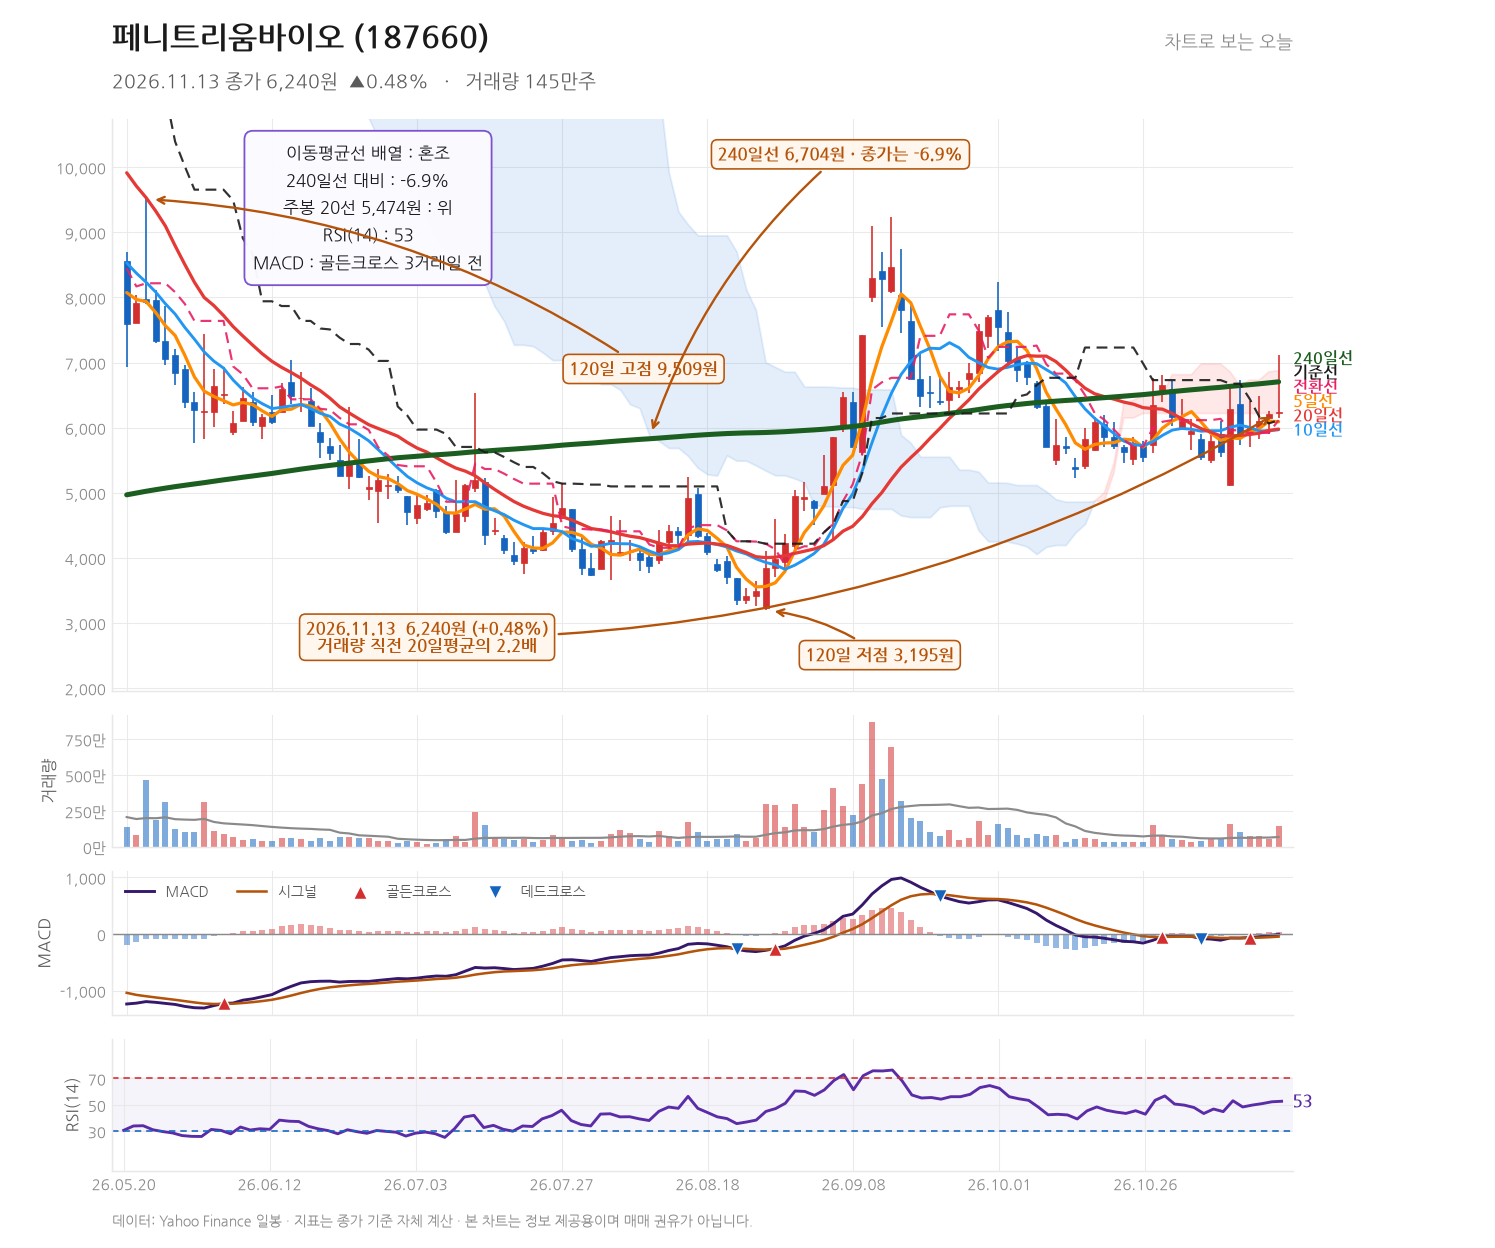 페니트리움바이오 (187660)
차트로 보는 오늘
2026.11.13 종가 6,240원 ▲0.48% · 거래량 145만주
이동평균선 배열 : 혼조
240일선 대비 : -6.9%
주봉 20선 5,474원 : 위
RSI(14) : 53
MACD : 골든크로스 3거래일 전
240일선 6,704원 · 종가는 -6.9%
120일 고점 9,509원
2026.11.13 6,240원 (+0.48%)
거래량 직전 20일평균의 2.2배
120일 저점 3,195원
10,000
9,000
8,000
7,000
6,000
5,000
4,000
3,000
2,000
240일선
기준선
전환선
5일선
20일선
10일선
거래량
750만
500만
250만
0만
MACD
1,000
0
-1,000
MACD
시그널
▲ 골든크로스
▼ 데드크로스
RSI(14)
70
50
30
53
26.05.20
26.06.12
26.07.03
26.07.27
26.08.18
26.09.08
26.10.01
26.10.26
데이터: Yahoo Finance 일봉 · 지표는 종가 기준 자체 계산 · 본 차트는 정보 제공용이며 매매 권유가 아닙니다.